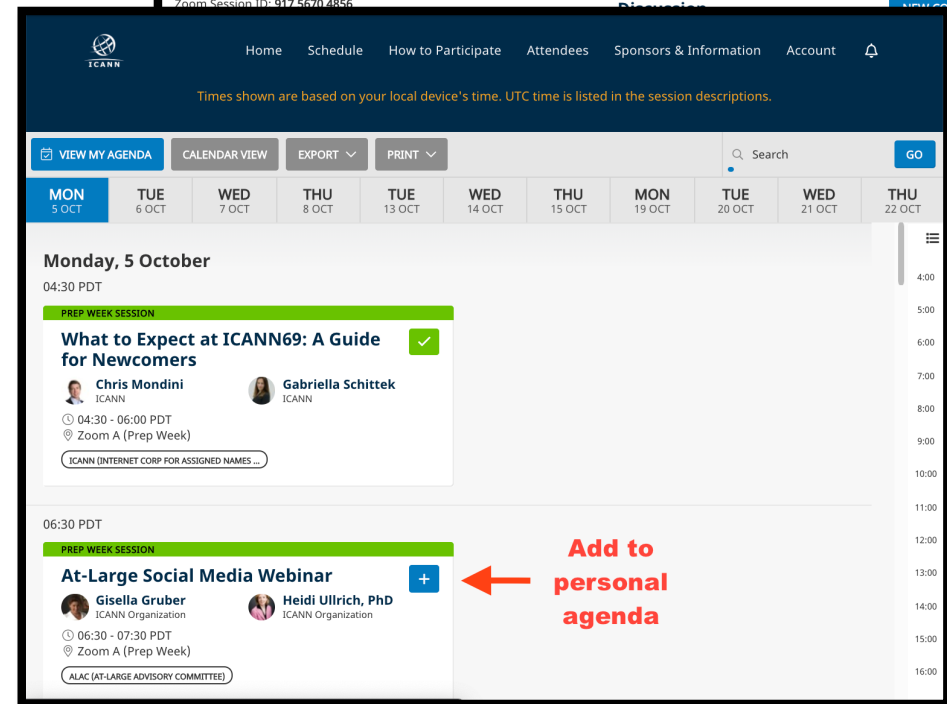 Zoom Session ID: 917 5670 4856
Discussion
ICANN
Home Schedule How to Participate Attendees Sponsors & Information Account
Times shown are based on your local device's time. UTC time is listed in the session descriptions.
VIEW MY AGENDA CALENDAR VIEW EXPORT PRINT Search GO
MON TUE WED THU TUE WED THU MON TUE WED THU
5 OCT 6 OCT 7 OCT 8 OCT 13 OCT 14 OCT 15 OCT 19 OCT 20 OCT 21 OCT 22 OCT
Monday, 5 October
04:30 PDT
PREP WEEK SESSION
What to Expect at ICANN69: A Guide
for Newcomers
Chris Mondini Gabriella Schittek
ICANN ICANN
04:30 - 06:00 PDT
Zoom A (Prep Week)
ICANN (INTERNET CORP FOR ASSIGNED NAMES ...
06:30 PDT
PREP WEEK SESSION
At-Large Social Media Webinar
+
Gisella Gruber Heidi Ullrich, PhD
ICANN Organization ICANN Organization
06:30 - 07:30 PDT
Zoom A (Prep Week)
ALAC (AT-LARGE ADVISORY COMMITTEE)
Add to
personal
agenda
4:00
5:00
6:00
7:00
8:00
9:00
10:00
11:00
12:00
13:00
14:00
15:00
16:00